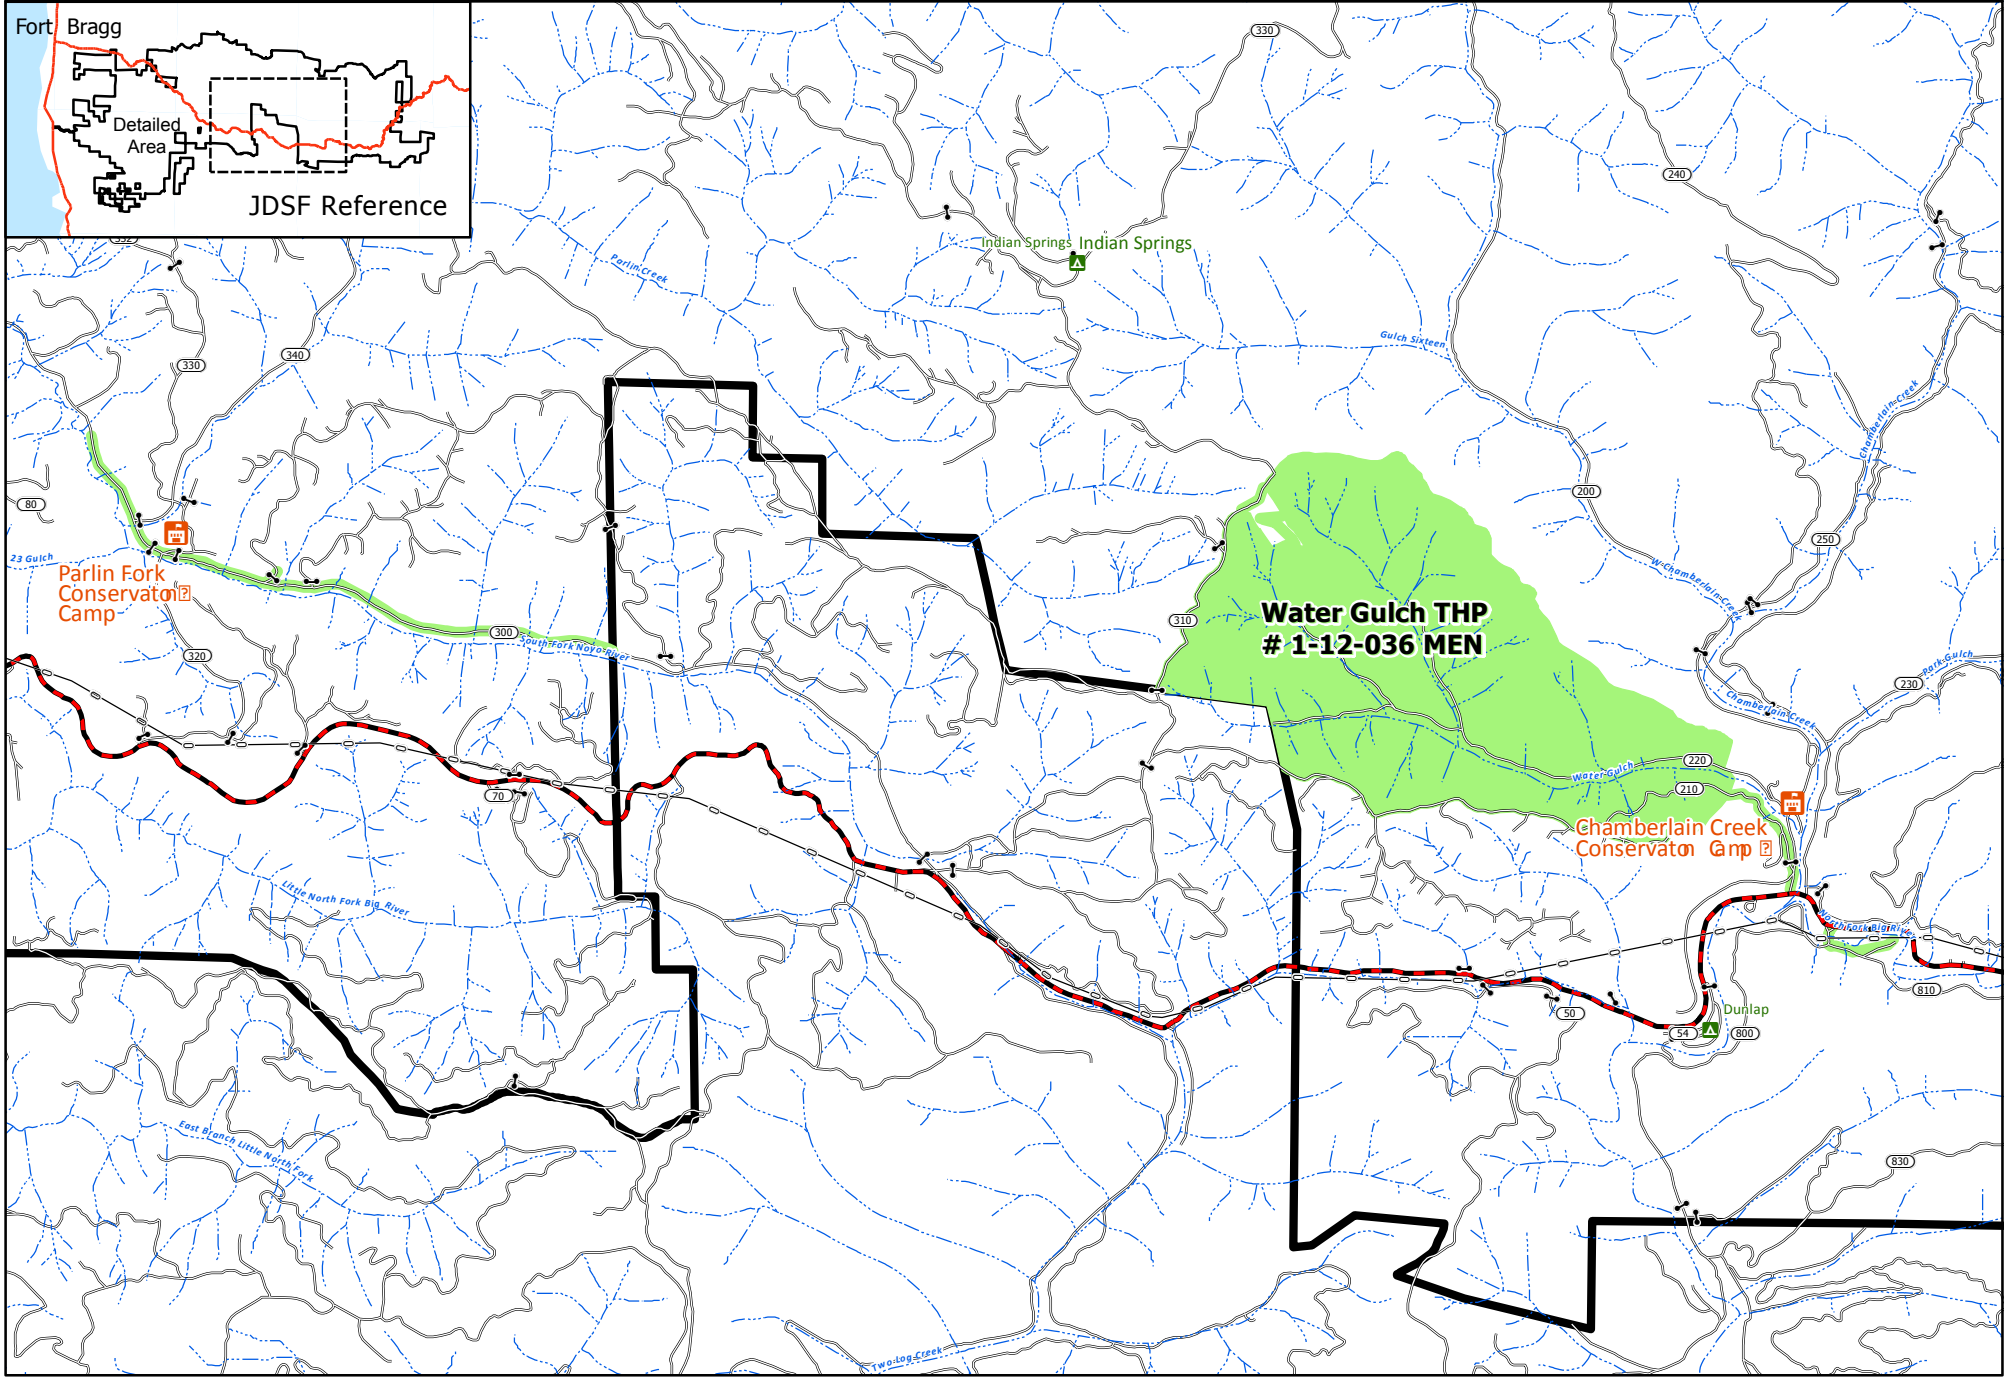 Fort Bragg
Detailed
Area
JDSF Reference
332
330
340
80
23 Gulch
Parlin Fork
Conservaton�
Camp
320
300
South Fork Noyo River
70
Parlin Creek
Indian Springs Indian Springs
330
240
Gulch Sixteen
Chamberlain Creek
200
250
W Chamberlain Creek
310
Water Gulch THP
# 1-12-036 MEN
Park Gulch
230
Chamberlain Creek
220
Water Gulch
210
Chamberlain Creek
Conservaton Camp �
North Fork Big River
810
50
Dunlap
54
800
830
Little North Fork Big River
East Branch Little North Fork
Two Log Creek